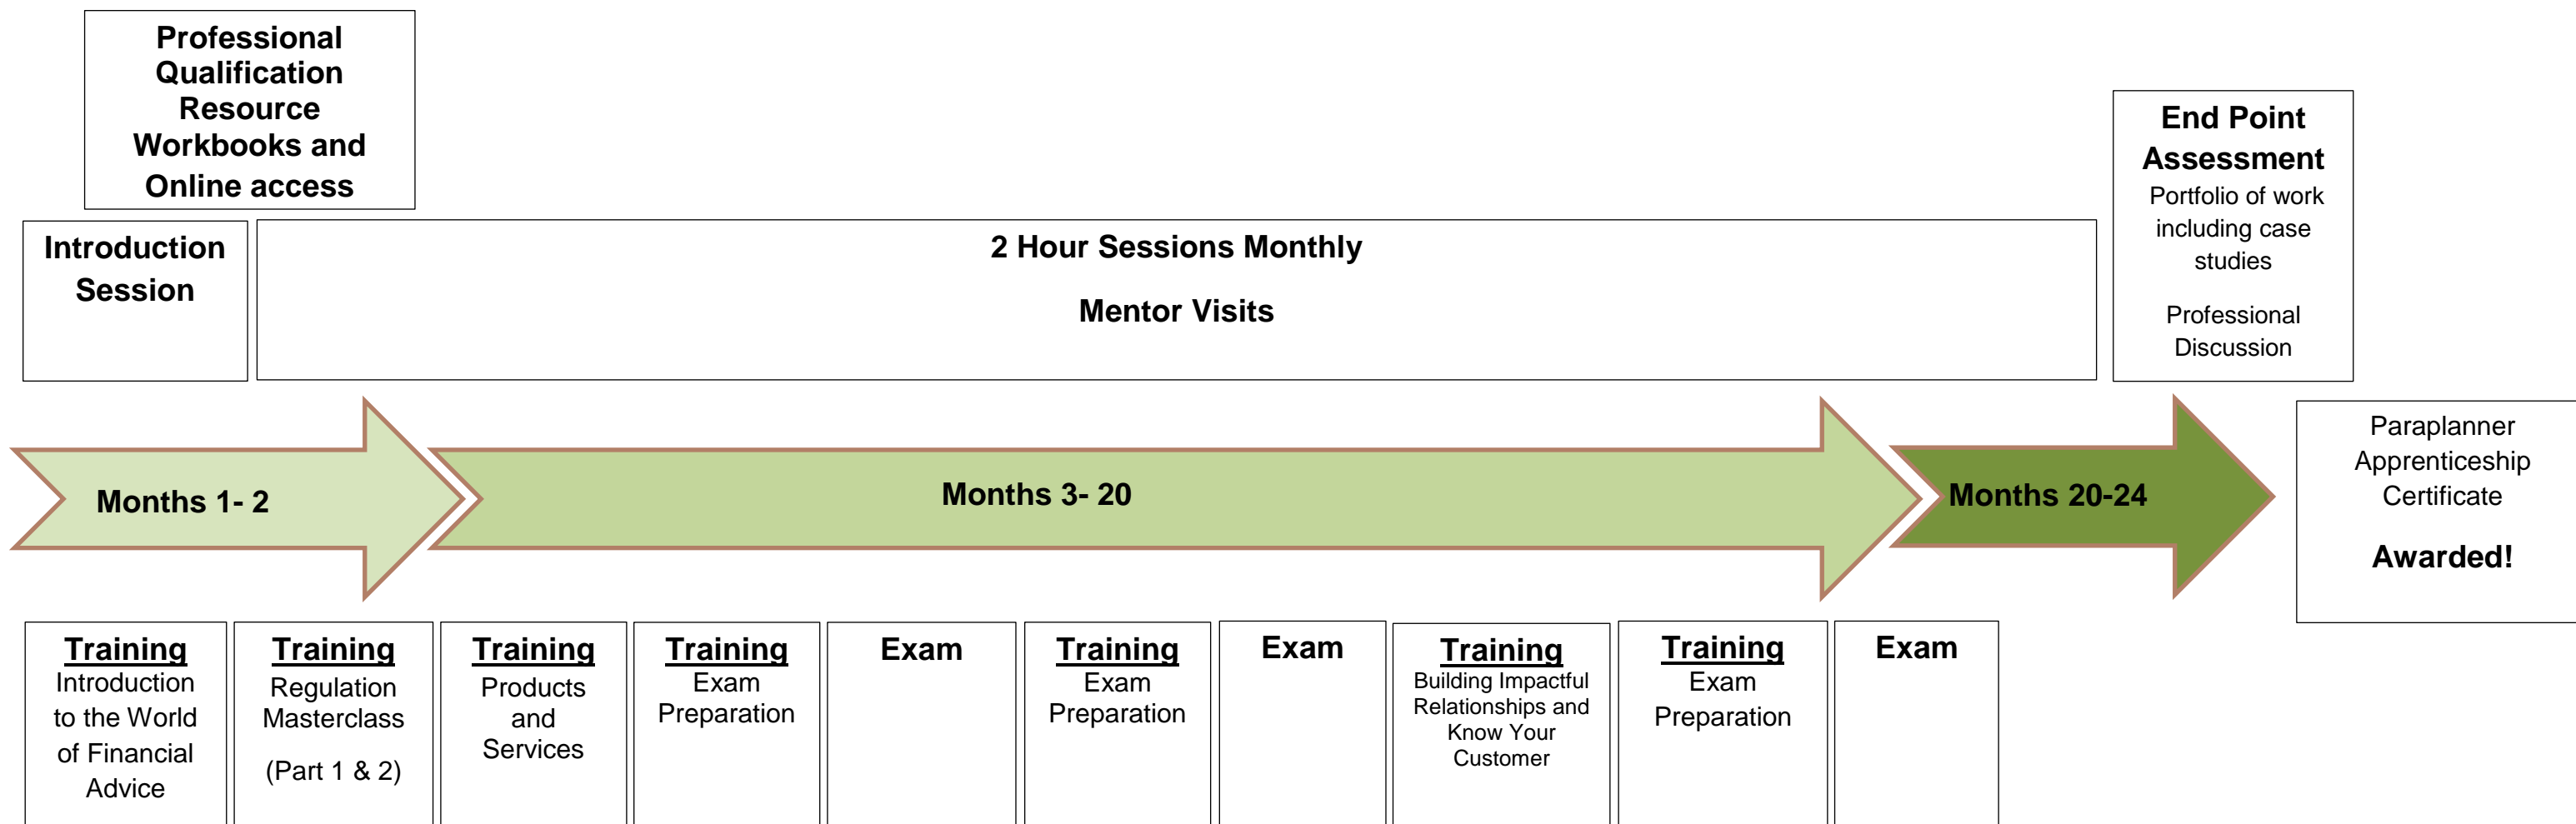 Professional
Qualification
Resource
Workbooks and
Online access
Introduction
Session
2 Hour Sessions Monthly
Mentor Visits
End Point
Assessment
Portfolio of work
including case
studies
Professional
Discussion
Months 1- 2
Months 3- 20
Months 20-24
Paraplanner
Apprenticeship
Certificate
Awarded!
Training
Introduction
to the World
of Financial
Advice
Training
Regulation
Masterclass
(Part 1 & 2)
Training
Products
and
Services
Training
Exam
Preparation
Exam
Training
Exam
Preparation
Exam
Training
Building Impactful
Relationships and
Know Your
Customer
Training
Exam
Preparation
Exam